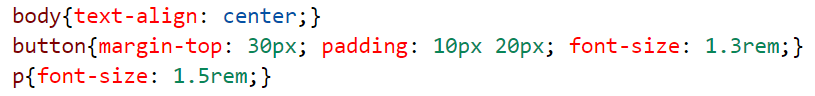 body{text-align: center;}
button{margin-top: 30px; padding: 10px 20px; font-size: 1.3rem;}
p{font-size: 1.5rem;}